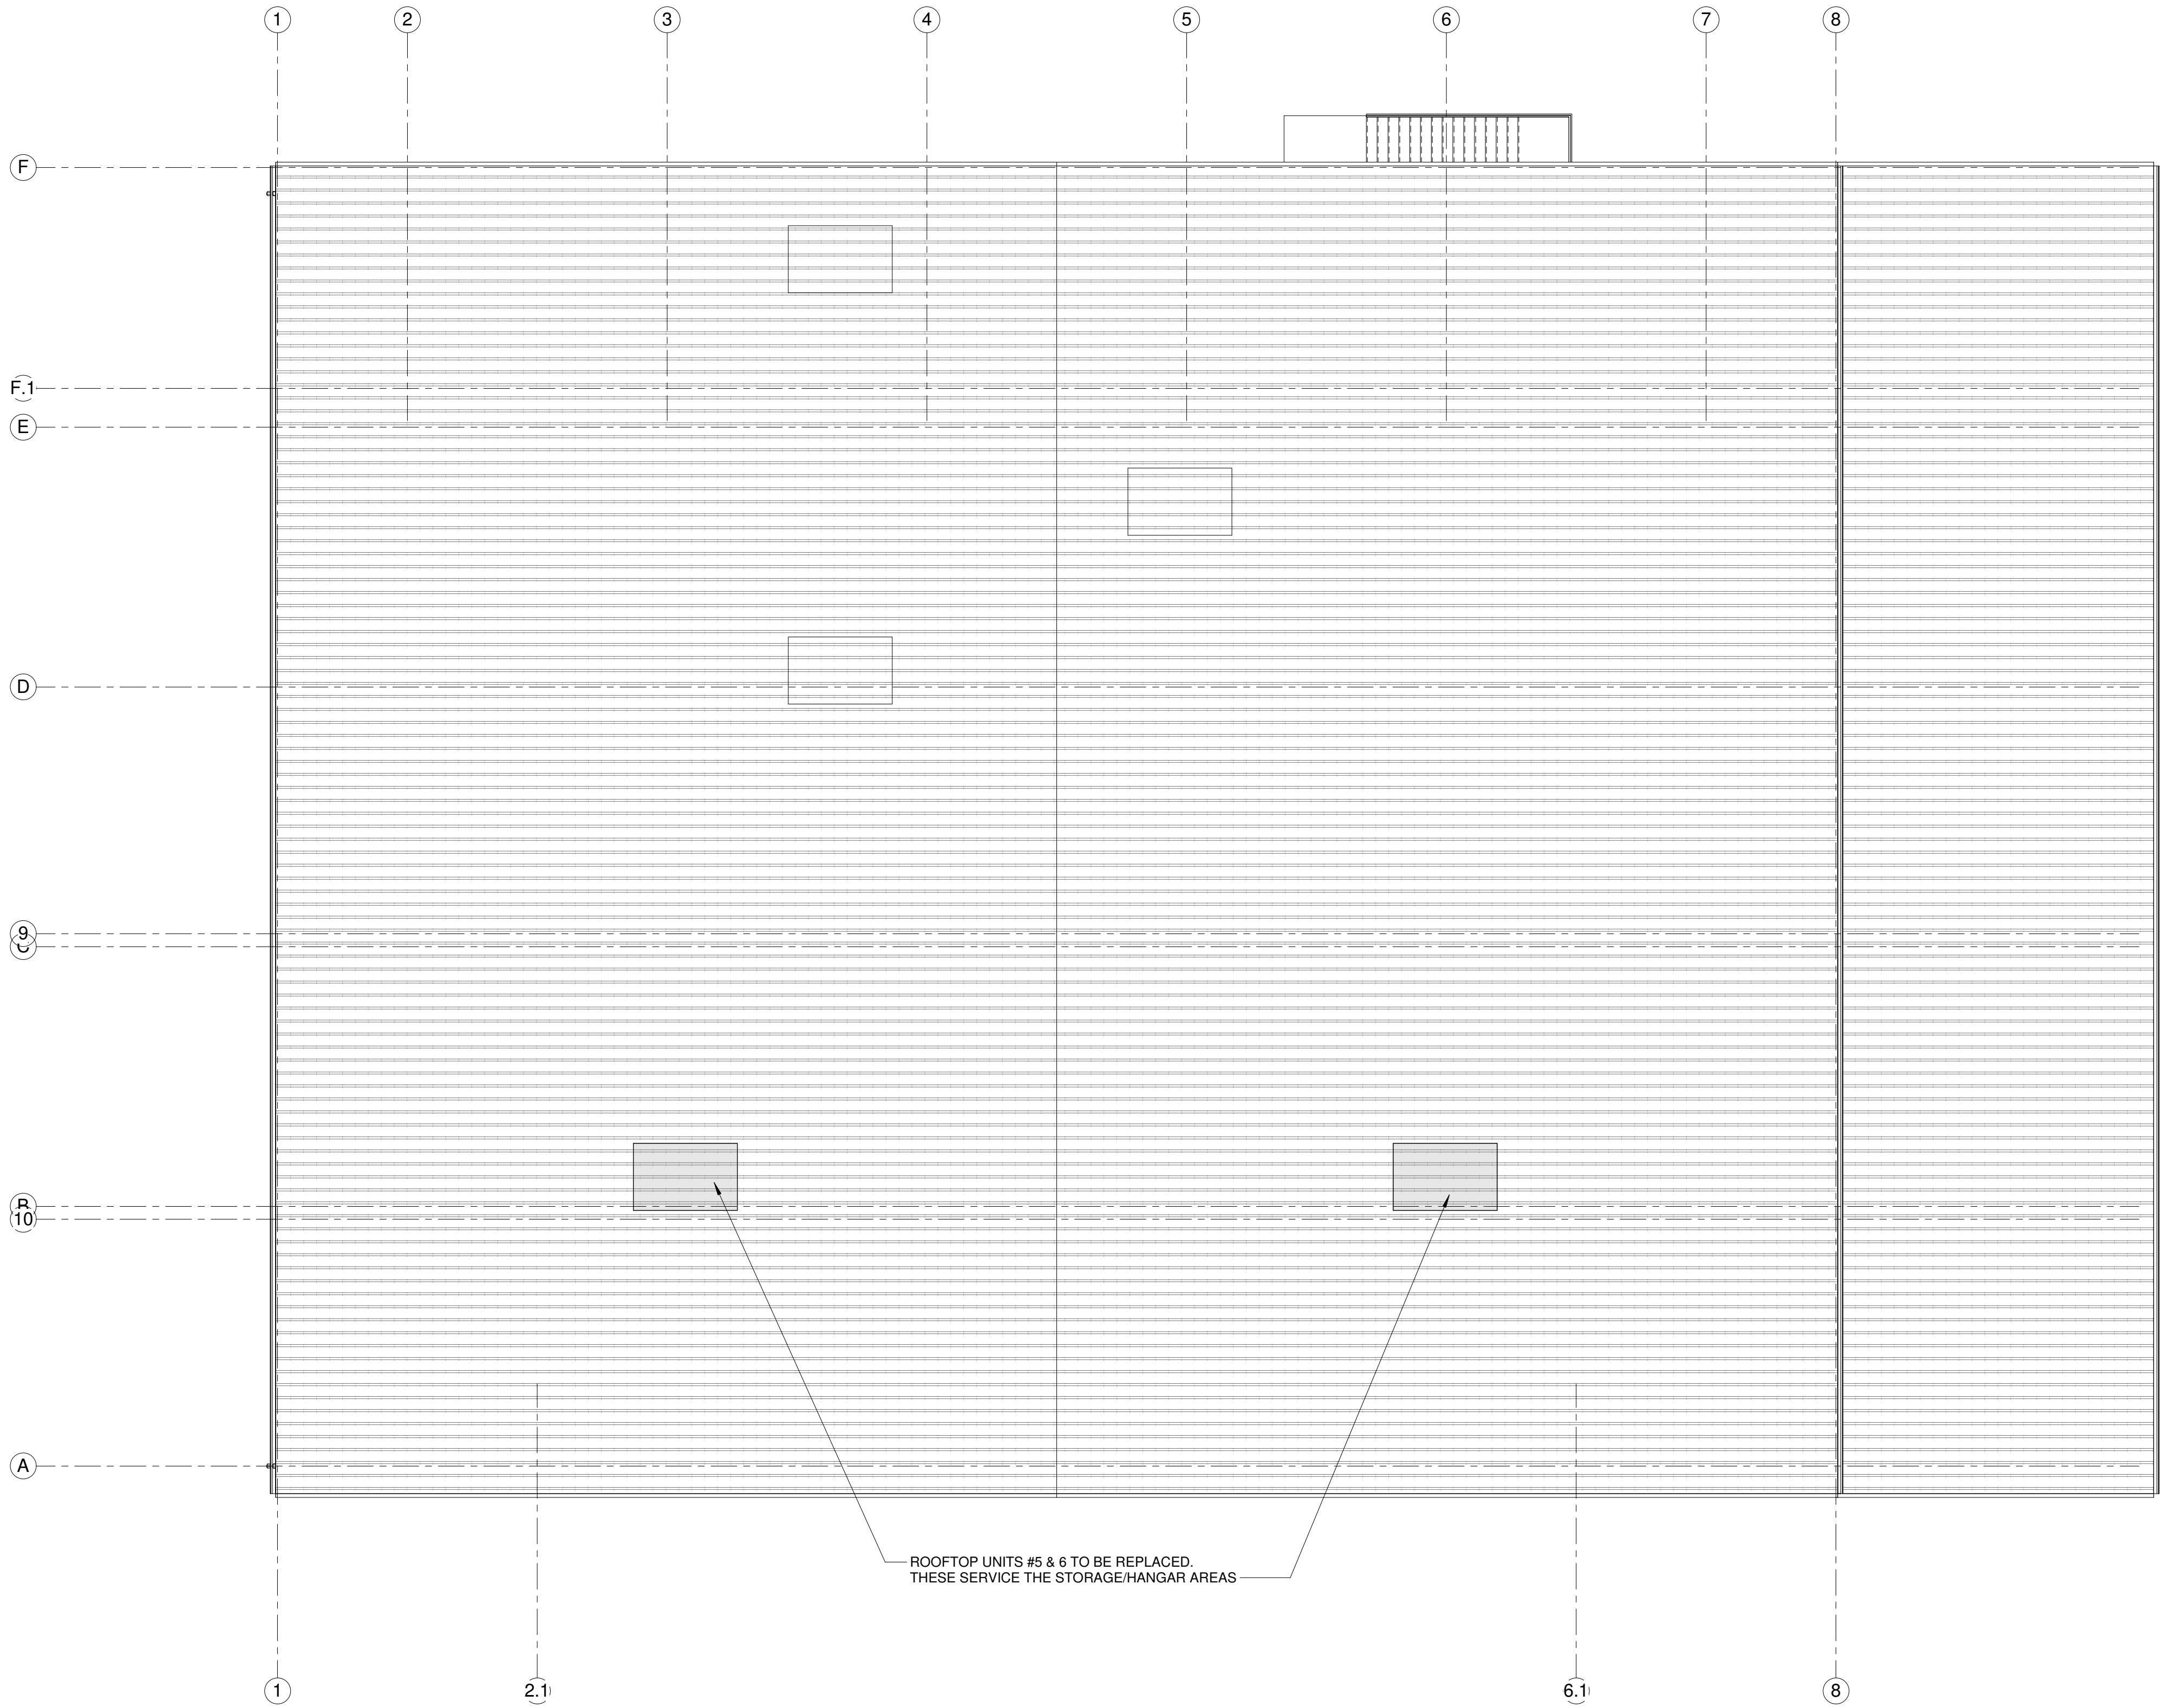 1 2 3 4 5 6 7 8
F
F.1
E
D
9
C
B
10
A
ROOFTOP UNITS #5 & 6 TO BE REPLACED.
THESE SERVICE THE STORAGE/HANGAR AREAS
1 2.1 6.1 8